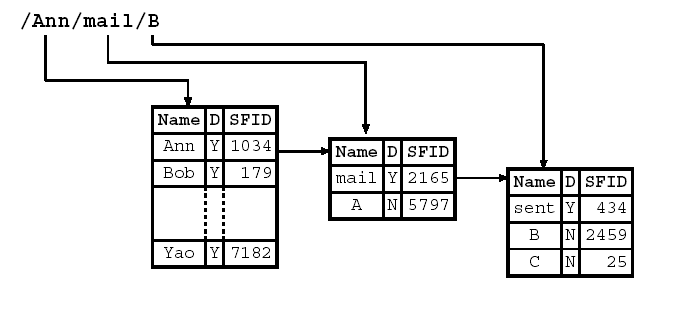 /Ann/mail/B
Name D SFID
Ann Y 1034
Bob Y 179
Yao Y 7182
Name D SFID
mail Y 2165
A N 5797
Name D SFID
sent Y 434
B N 2459
C N 25